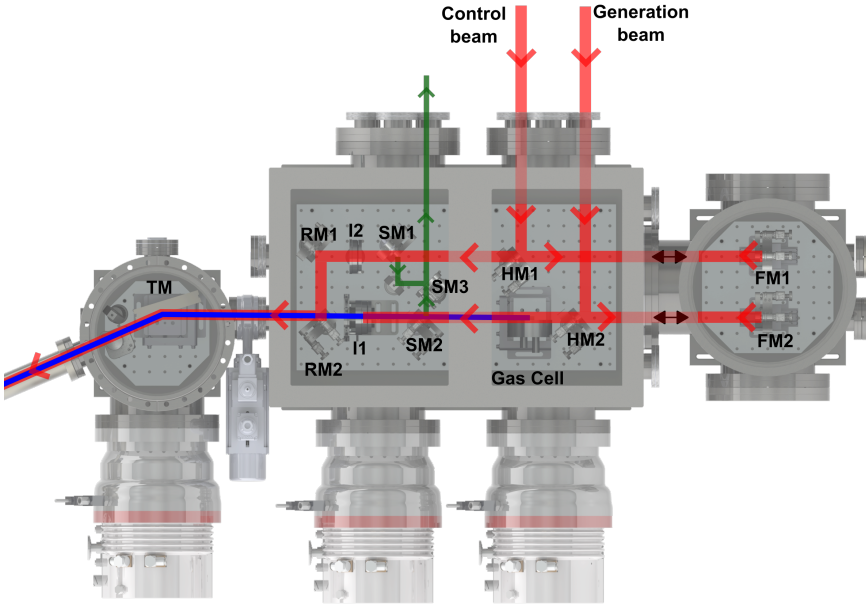 Control
beam
Generation
beam
RM1
I2
SM1
HM1
FM1
TM
SM3
RM2
I1
SM2
HM2
FM2
Gas Cell